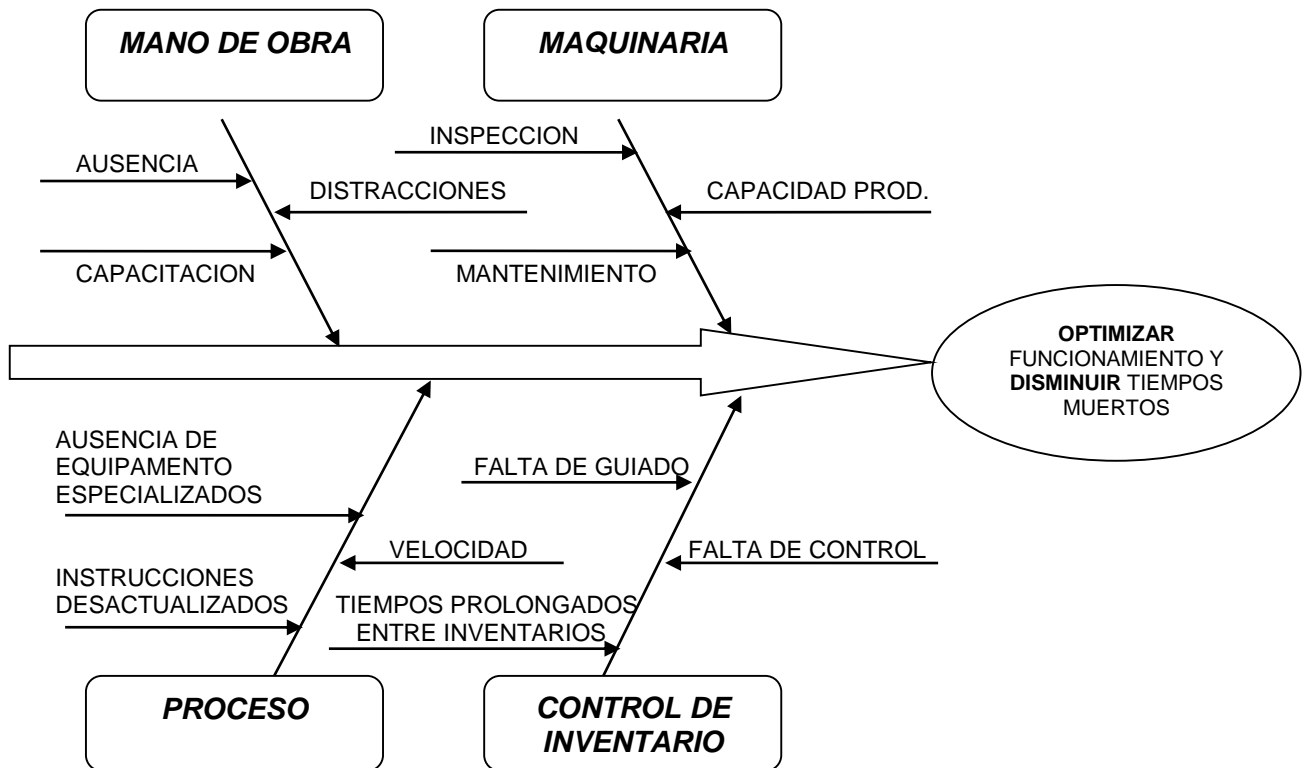 MANO DE OBRA
MAQUINARIA
INSPECCION
AUSENCIA
DISTRACCIONES
CAPACIDAD PROD.
CAPACITACION
MANTENIMIENTO
OPTIMIZAR
FUNCIONAMIENTO Y
DISMINUIR TIEMPOS
MUERTOS
AUSENCIA DE
EQUIPAMENTO
ESPECIALIZADOS
FALTA DE GUIADO
VELOCIDAD
FALTA DE CONTROL
INSTRUCCIONES
DESACTUALIZADOS
TIEMPOS PROLONGADOS
ENTRE INVENTARIOS
PROCESO
CONTROL DE
INVENTARIO